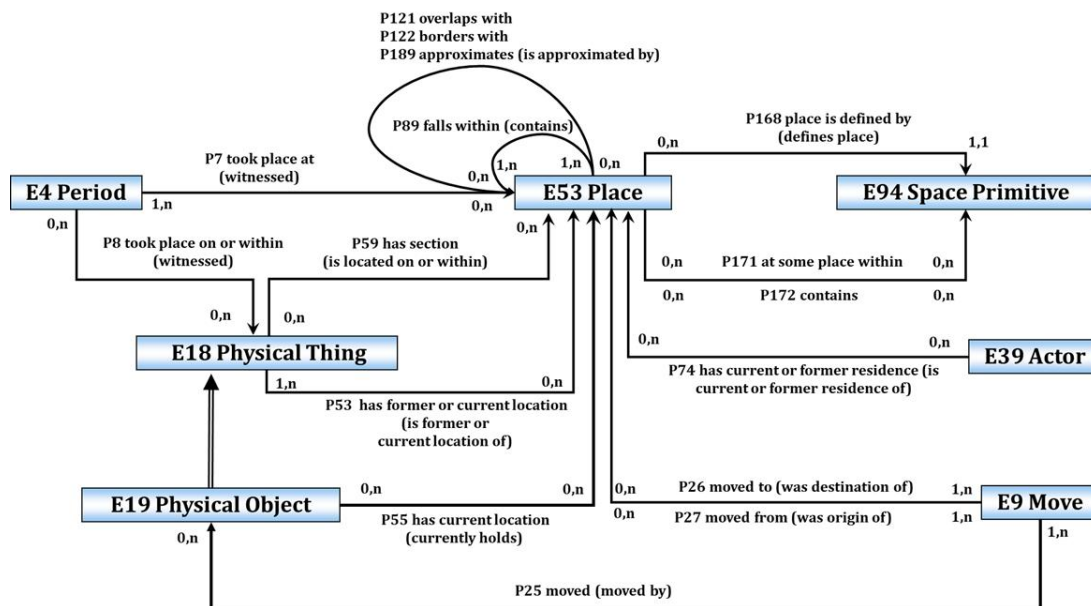 P121 overlaps with
P122 borders with
P189 approximates (is approximated by)
P89 falls within (contains)
P168 place is defined by
(defines place)
P7 took place at
(witnessed)
0,n
1,n
1,n
0,n
0,n
1,1
E4 Period
E53 Place
E94 Space Primitive
1,n
0,n
0,n
0,n
P8 took place on or within
(witnessed)
P59 has section
(is located on or within)
0,n
P171 at some place within
0,n
0,n
P172 contains
0,n
0,n
0,n
E18 Physical Thing
0,n
0,n
E39 Actor
1,n
0,n
P74 has current or former residence (is
current or former residence of)
P53 has former or current location
(is former or
current location of)
E19 Physical Object
0,n
0,n
P55 has current location
(currently holds)
0,n
P26 moved to (was destination of)
1,n
0,n
P27 moved from (was origin of)
1,n
E9 Move
0,n
1,n
P25 moved (moved by)